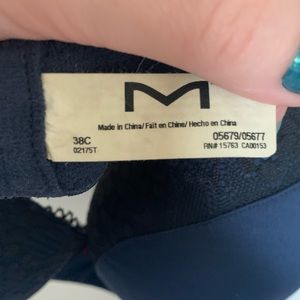 M
Made in China/ Fait en Chine/ Hecho en China
38C 05679/05677
02175T RN# 15763 CA00153